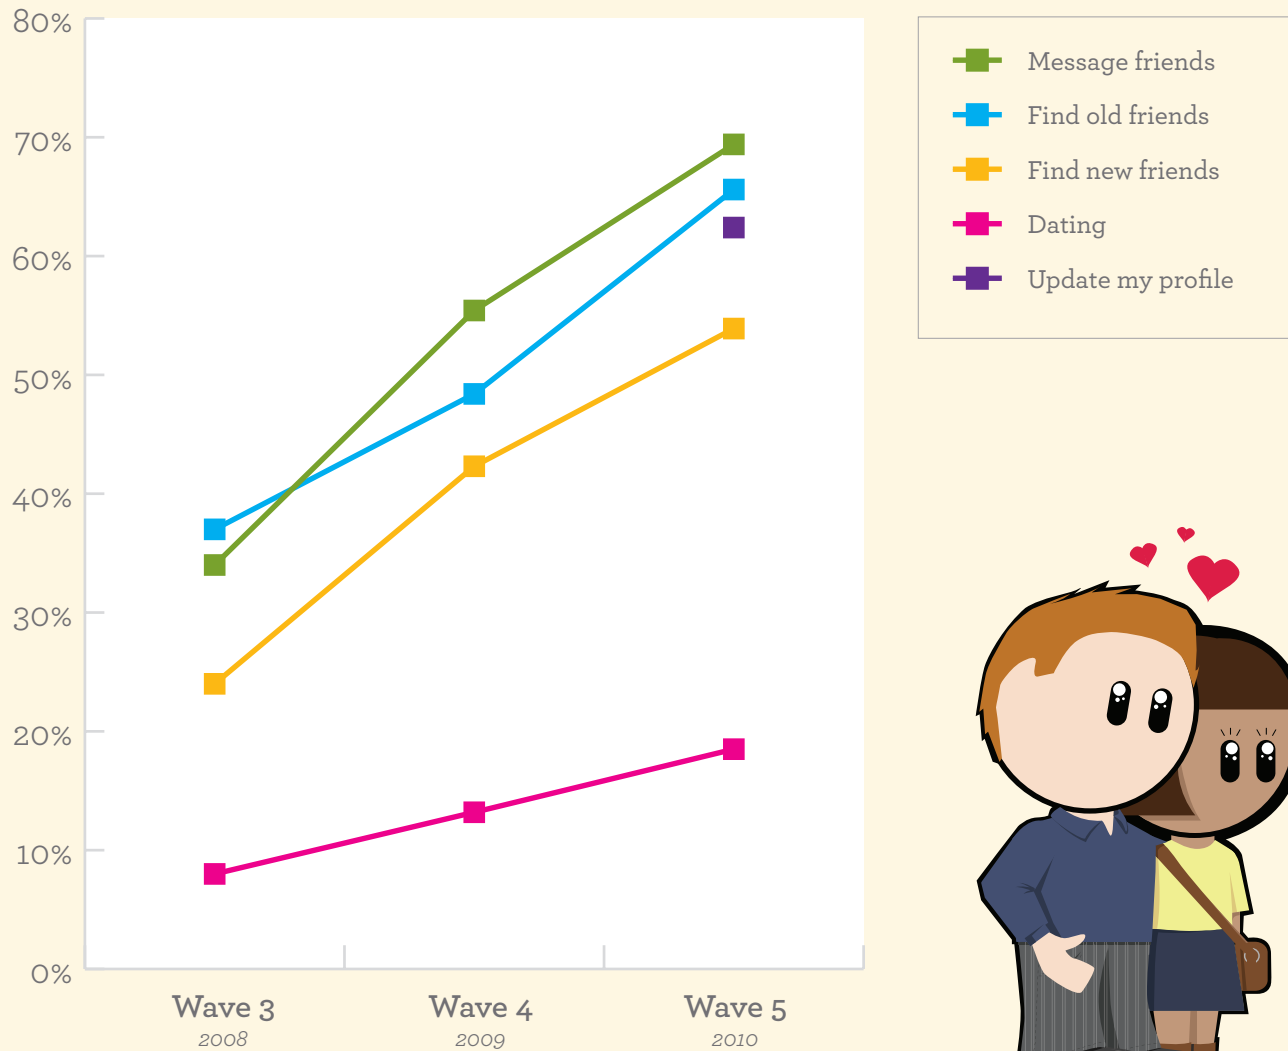 80%
70%
60%
50%
40%
30%
20%
10%
0%
Wave 3
2008
Wave 4
2009
Wave 5
2010
Message friends
Find old friends
Find new friends
Dating
Update my profile